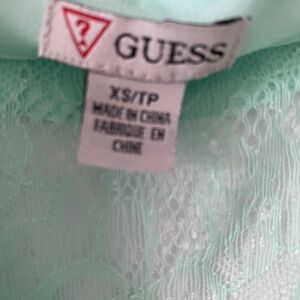 ? GUESS
XS/TP
MADE IN CHINA
FABRIQUE EN
CHINE